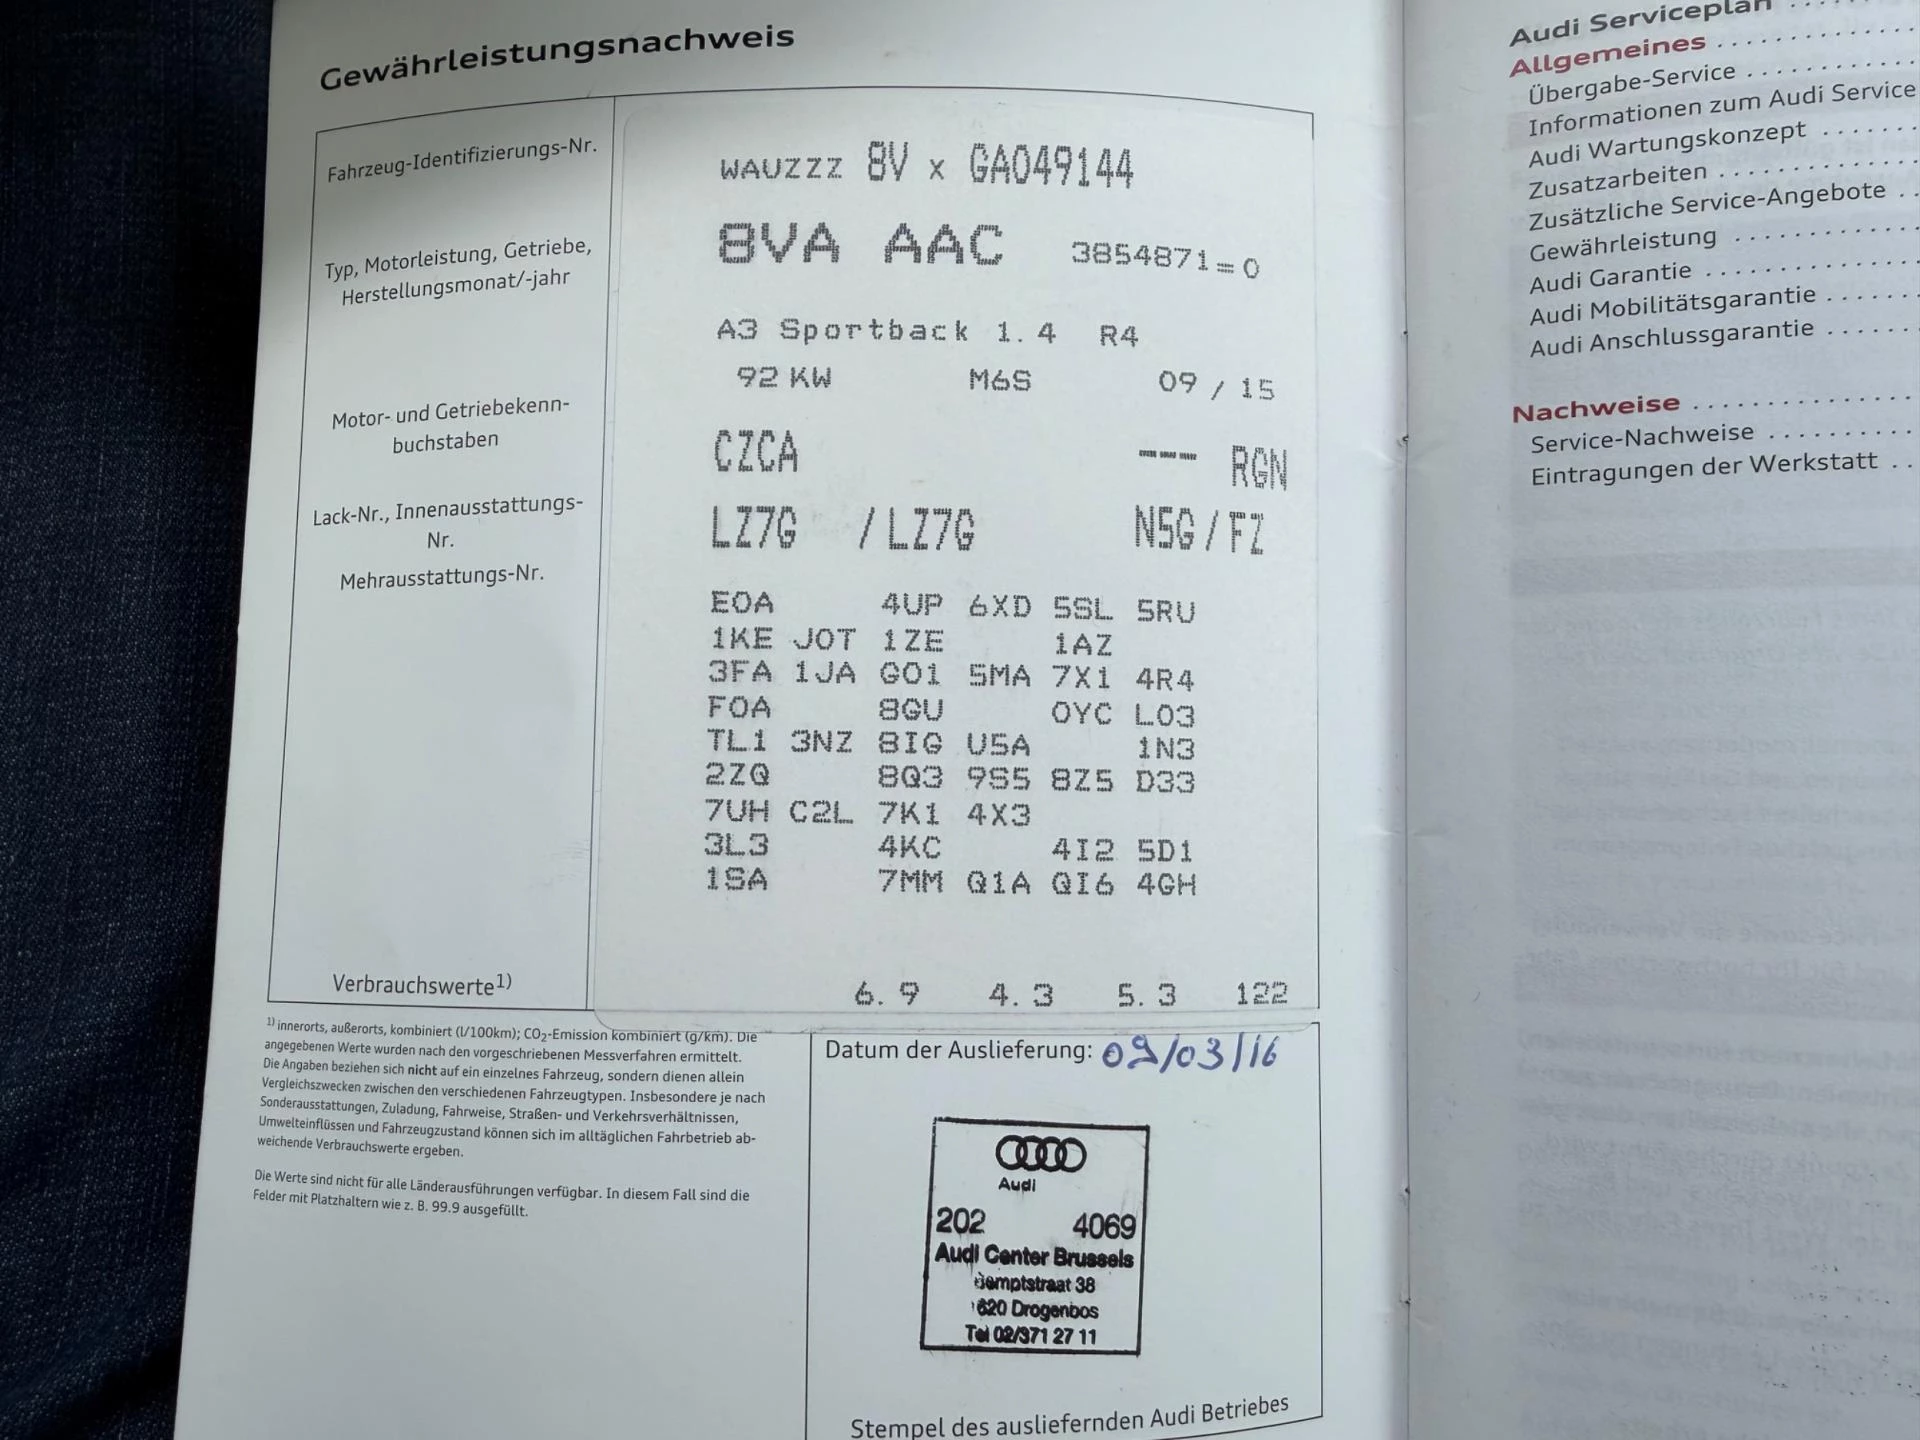 Gewährleistungsnachweis
Fahrzeug-Identifizierungs-Nr.
WAUZZZ 8V x GA049144
Typ, Motorleistung, Getriebe,
Herstellungsmonat/-jahr
8VA AAC 3854871=0
A3 Sportback 1.4 R4
92 KW M6S 09 / 15
Motor- und Getriebekenn-
buchstaben
CZCA --- RGN
Lack-Nr., Innenausstattungs-
Nr.
LZ7G / LZ7G N5G / FZ
Mehrausstattungs-Nr.
E0A 4UP 6XD 5SL 5RU
1KE J0T 1ZE 1AZ
3FA 1JA G01 5MA 7X1 4R4
F0A 8GU 0YC L03
TL1 3NZ 8IG U5A 1N3
2ZQ 8Q3 9S5 8Z5 D33
7UH C2L 7K1 4X3
3L3 4KC 4I2 5D1
1SA 7MM Q1A QI6 4GH
Verbrauchswerte1)
6. 9 4. 3 5. 3 122
1) innerorts, außerorts, kombiniert (l/100km); CO2-Emission kombiniert (g/km). Die
angegebenen Werte wurden nach den vorgeschriebenen Messverfahren ermittelt.
Die Angaben beziehen sich nicht auf ein einzelnes Fahrzeug, sondern dienen allein
Vergleichszwecken zwischen den verschiedenen Fahrzeugtypen. Insbesondere je nach
Sonderausstattungen, Zuladung, Fahrweise, Straßen- und Verkehrsverhältnissen,
Umwelteinflüssen und Fahrzeugzustand können sich im alltäglichen Fahrbetrieb ab-
weichende Verbrauchswerte ergeben.
Die Werte sind nicht für alle Länderausführungen verfügbar. In diesem Fall sind die
Felder mit Platzhaltern wie z. B. 99.9 ausgefüllt.
Datum der Auslieferung: 09/03/16
Audi
202 4069
Audi Center Brussels
38
Drogenbos
Tel 02/371 27 11
Stempel des ausliefernden Audi Betriebes
Audi Serviceplan
Allgemeines
Übergabe-Service
Informationen zum Audi Service
Audi Wartungskonzept
Zusatzarbeiten
Zusätzliche Service-Angebote
Gewährleistung
Audi Garantie
Audi Mobilitätsgarantie
Audi Anschlussgarantie
Nachweise
Service-Nachweise
Eintragungen der Werkstatt